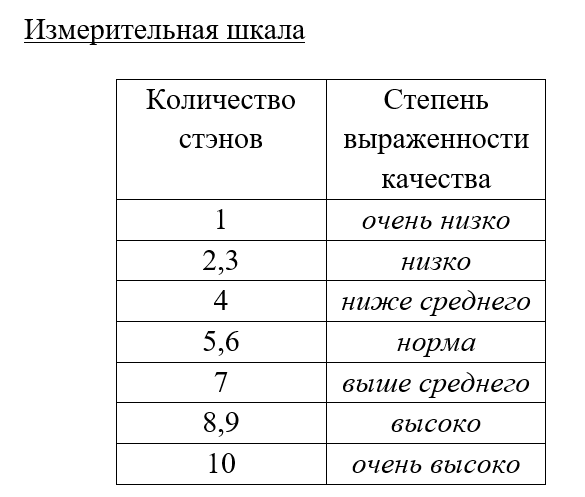 Измерительная шкала
Количество стэнов
Степень выраженности качества
1 очень низко
2,3 низко
4 ниже среднего
5,6 норма
7 выше среднего
8,9 высоко
10 очень высоко